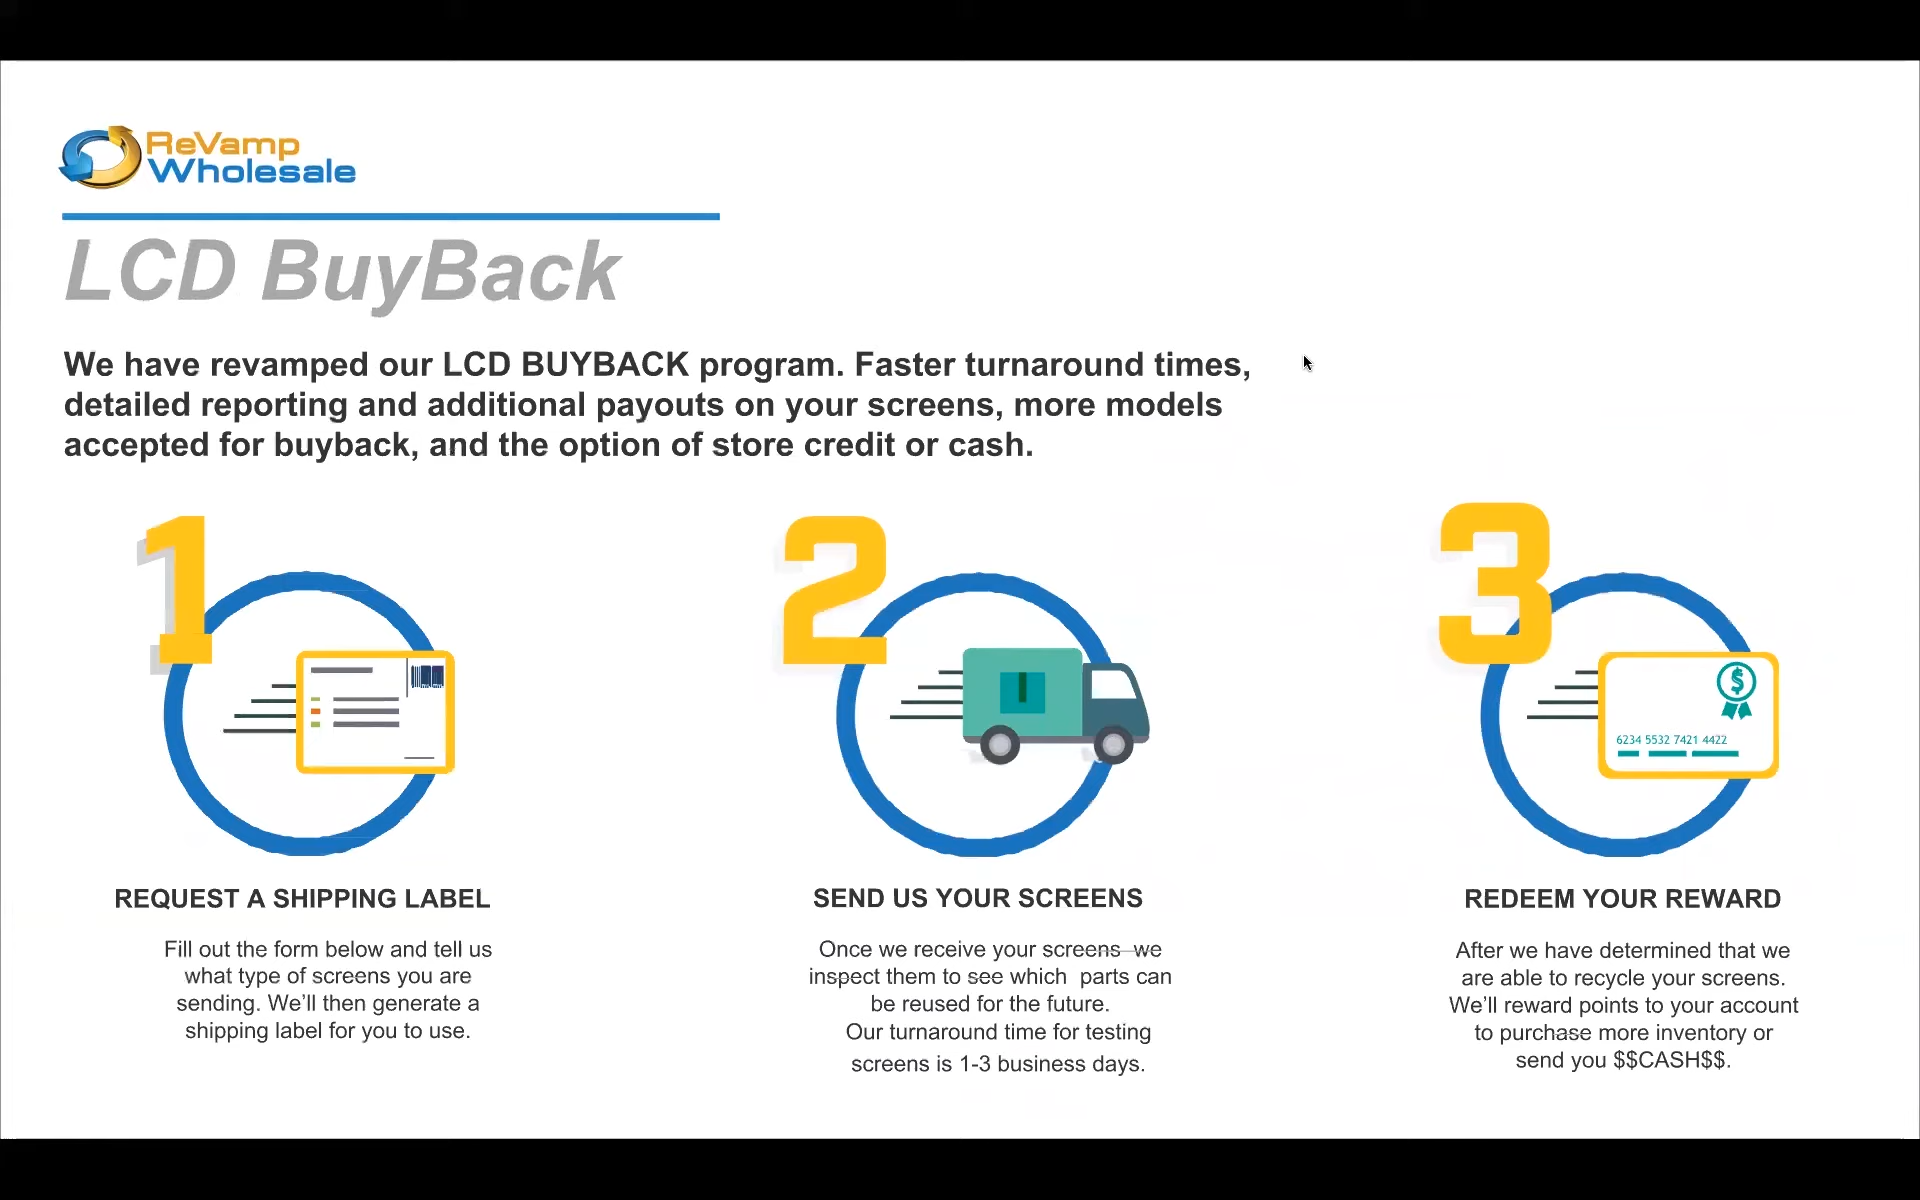 ReVamp
Wholesale
LCD BuyBack
We have revamped our LCD BUYBACK program. Faster turnaround times,
detailed reporting and additional payouts on your screens, more models
accepted for buyback, and the option of store credit or cash.
1
REQUEST A SHIPPING LABEL
Fill out the form below and tell us
what type of screens you are
sending. We’ll then generate a
shipping label for you to use.
2
SEND US YOUR SCREENS
Once we receive your screens we
inspect them to see which parts can
be reused for the future.
Our turnaround time for testing
screens is 1-3 business days.
3
$
6234 5532 7421 4422
REDEEM YOUR REWARD
After we have determined that we
are able to recycle your screens.
We’ll reward points to your account
to purchase more inventory or
send you $$CASH$$.